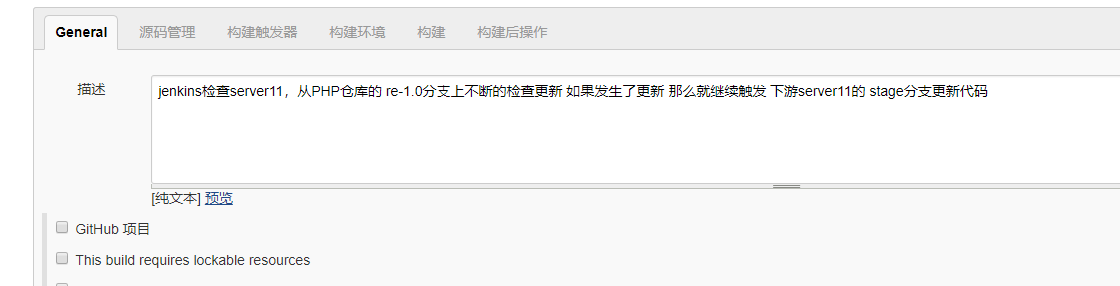 General 源码管理 构建触发器 构建环境 构建 构建后操作
描述 jenkins检查server11，从PHP仓库的 re-1.0分支上不断的检查更新 如果发生了更新 那么就继续触发 下游server11的 stage分支更新代码
[纯文本] 预览
GitHub 项目
This build requires lockable resources